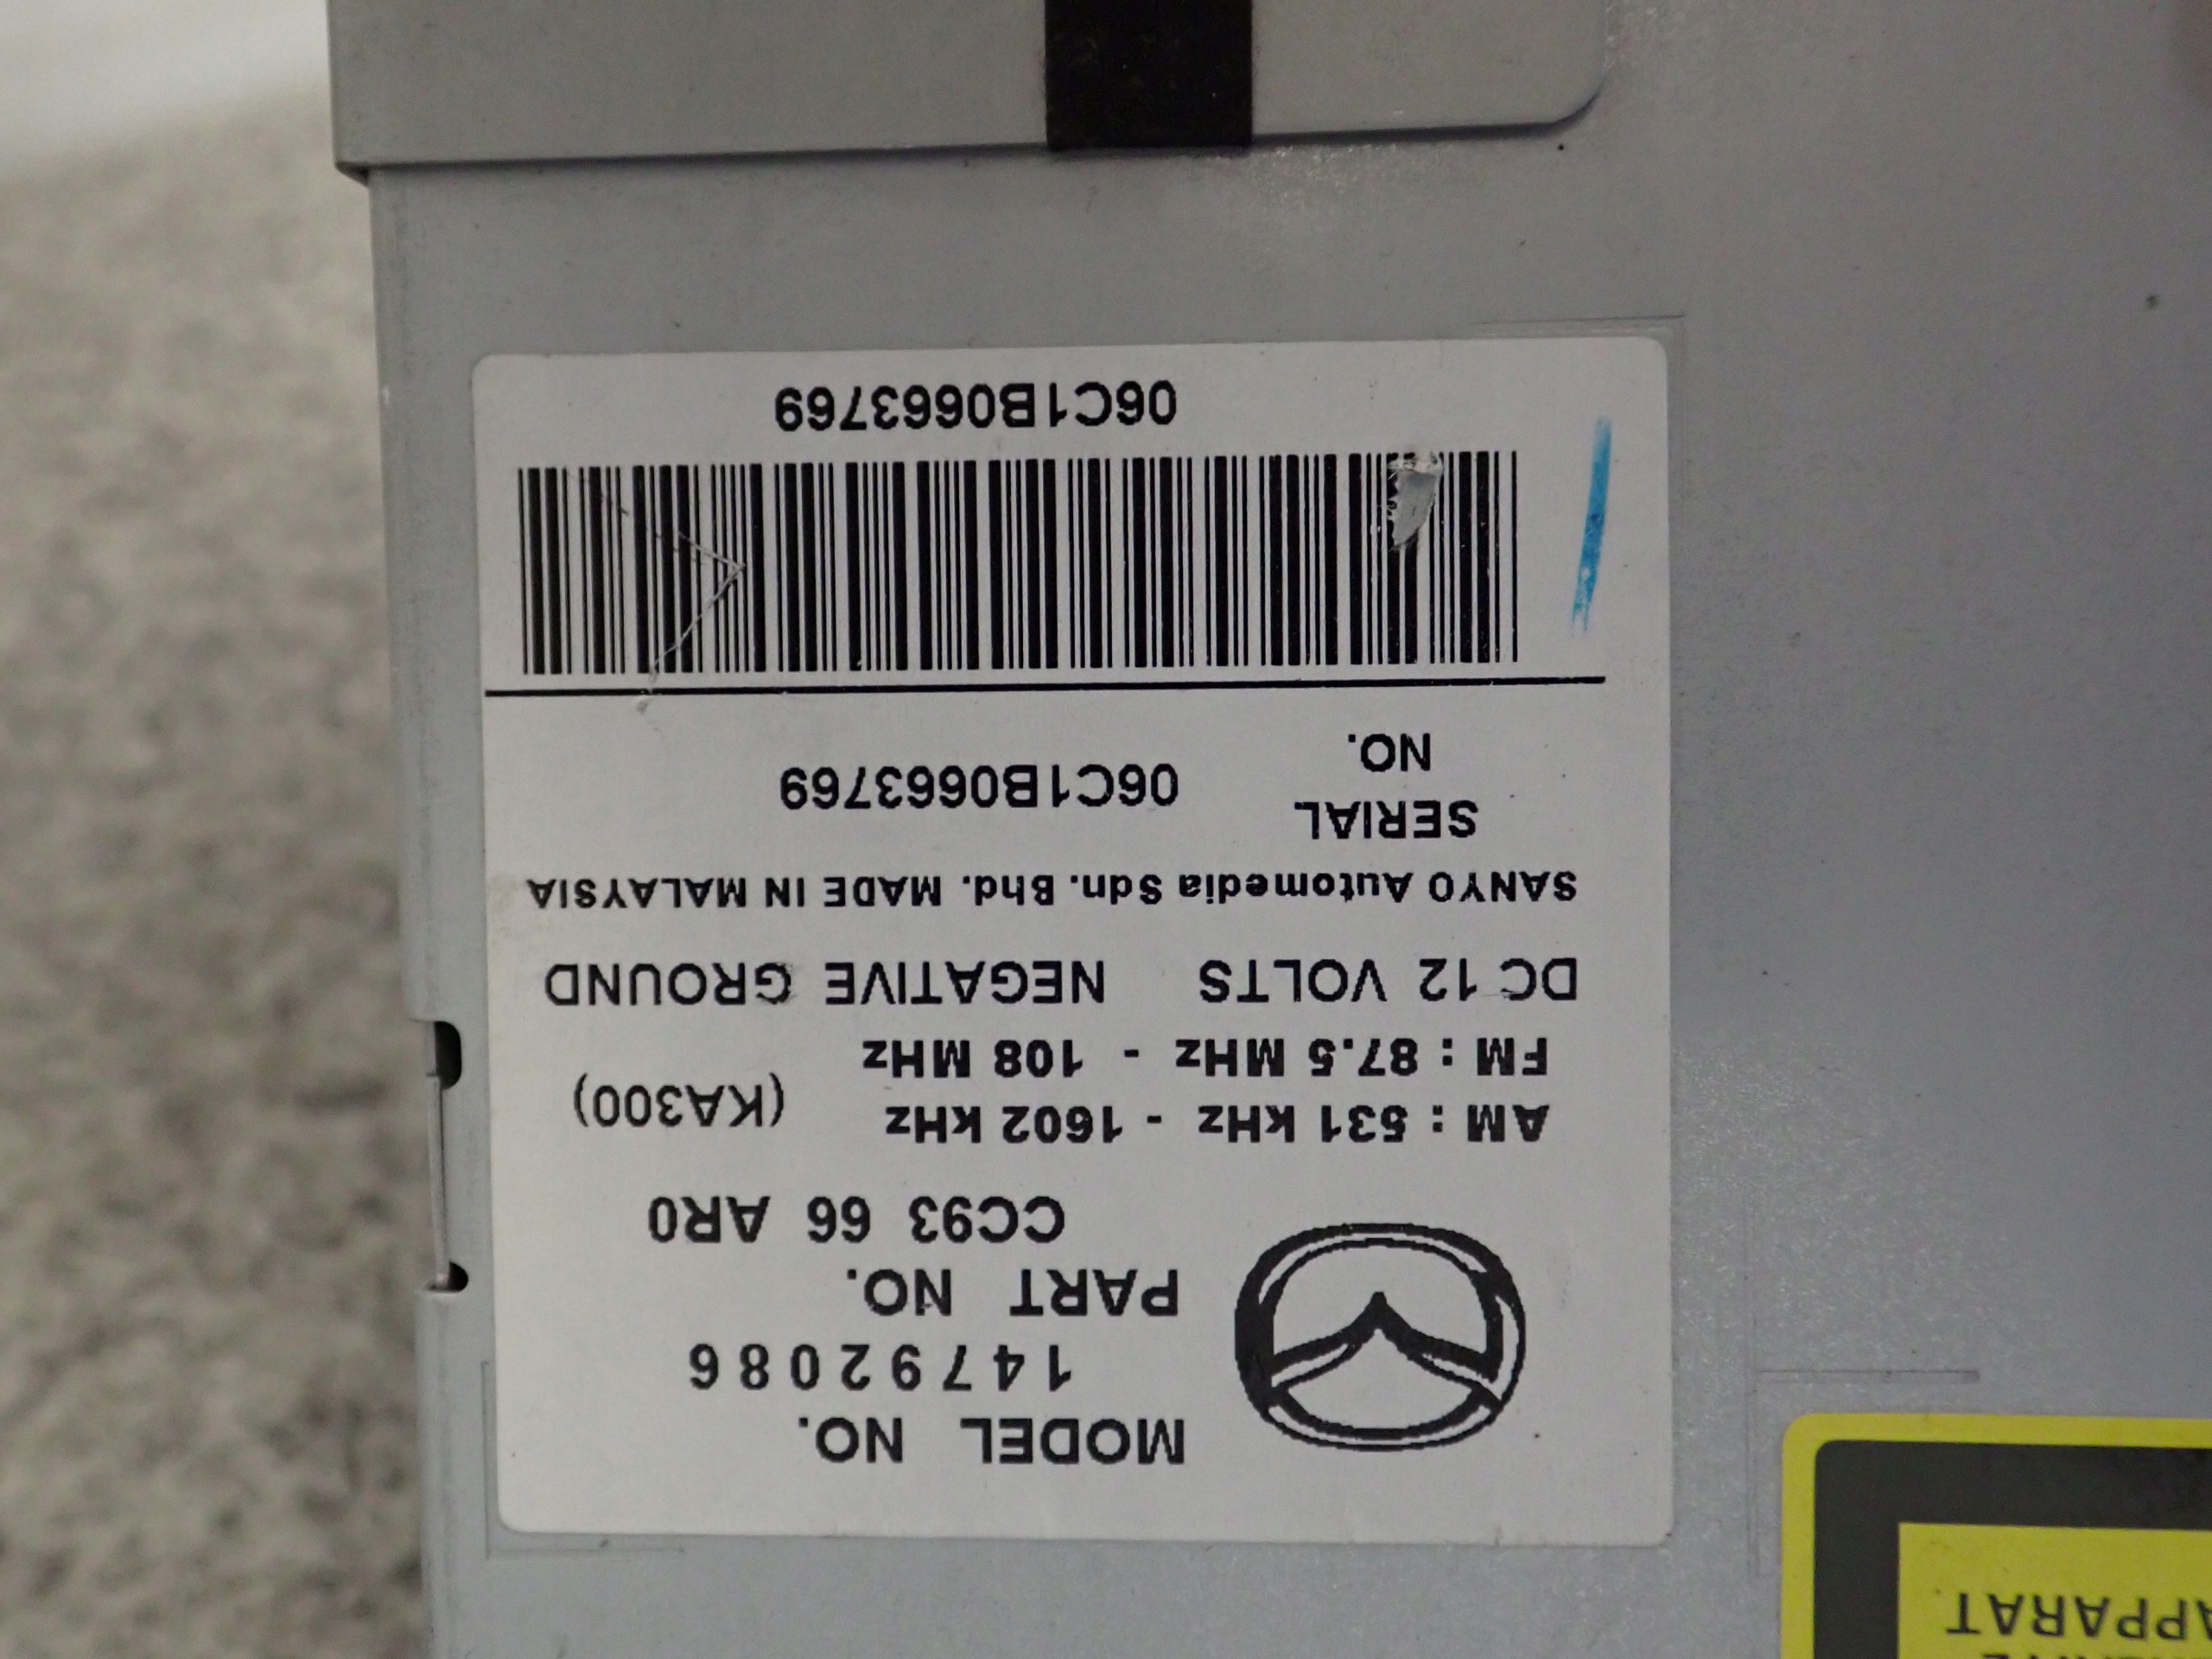 MODEL NO.
14792086
PART NO.
CC93 66 AR0
AM : 531 kHz - 1602 kHz
FM : 87.5 MHz - 108 MHz
(KA300)
DC 12 VOLTS NEGATIVE GROUND
SANYO Automedia Sdn. Bhd. MADE IN MALAYSIA
SERIAL
NO.
06C1B0663769
06C1B0663769
APPARAT